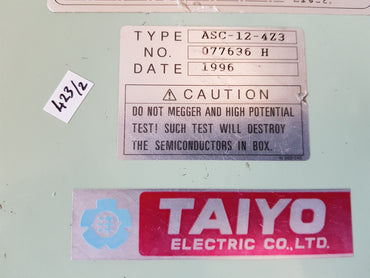 TYPE ASC-12-4Z3
NO. 077636 H
DATE 1996
⚠ CAUTION
DO NOT MEGGER AND HIGH POTENTIAL
TEST! SUCH TEST WILL DESTROY
THE SEMICONDUCTORS IN BOX.
423/2
TAIYO
ELECTRIC CO.,LTD.